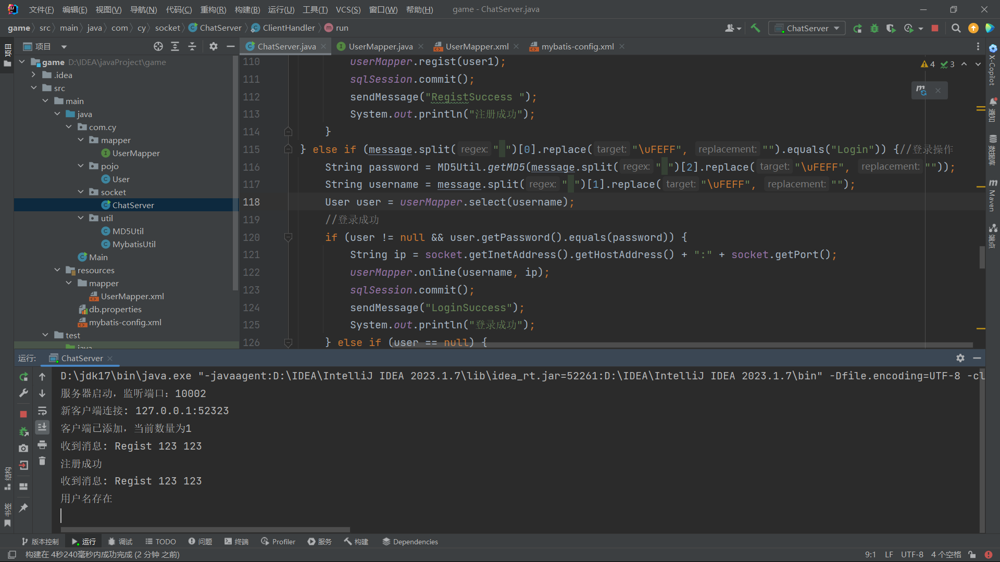 文件(F) 编辑(E) 视图(V) 导航(N) 代码(C) 重构(R) 构建(B) 运行(U) 工具(T) VCS(S) 窗口(W) 帮助(H) game - ChatServer.java
game src main java com cy socket ChatServer ClientHandler m run
ChatServer
项目
ChatServer.java UserMapper.java UserMapper.xml mybatis-config.xml
game D:\IDEA\javaProject\game
.idea
src
main
java
com.cy
mapper
UserMapper
pojo
User
socket
ChatServer
util
MD5Util
MybatisUtil
Main
resources
mapper
UserMapper.xml
db.properties
mybatis-config.xml
test
java
4 3
110 userMapper.regist(user1);
111 sqlSession.commit();
112 sendMessage("RegistSuccess ");
113 System.out.println("注册成功");
114 }
115 } else if (message.split( regex: " ")[0].replace( target: "\uFEFF", replacement: "").equals("Login")) {//登录操作
116 String password = MD5Util.getMD5(message.split( regex: " ")[2].replace( target: "\uFEFF", replacement: ""));
117 String username = message.split( regex: " ")[1].replace( target: "\uFEFF", replacement: "");
118 User user = userMapper.select(username);
119 //登录成功
120 if (user != null && user.getPassword().equals(password)) {
121 String ip = socket.getInetAddress().getHostAddress() + ":" + socket.getPort();
122 userMapper.online(username, ip);
123 sqlSession.commit();
124 sendMessage("LoginSuccess");
125 System.out.println("登录成功");
126 } else if (user == null) {
项目
结构
书签
X-Copilot
通知
数据库
m Maven
端点
运行: ChatServer
D:\jdk17\bin\java.exe "-javaagent:D:\IDEA\IntelliJ IDEA 2023.1.7\lib\idea_rt.jar=52261:D:\IDEA\IntelliJ IDEA 2023.1.7\bin" -Dfile.encoding=UTF-8 -cl
服务器启动，监听端口：10002
新客户端连接: 127.0.0.1:52323
客户端已添加，当前数量为1
收到消息: Regist 123 123
注册成功
收到消息: Regist 123 123
用户名存在
版本控制 运行 调试 TODO 问题 终端 Profiler 服务 构建 Dependencies
构建在 4秒240毫秒内成功完成 (2 分钟 之前) 9:1 LF UTF-8 4 个空格